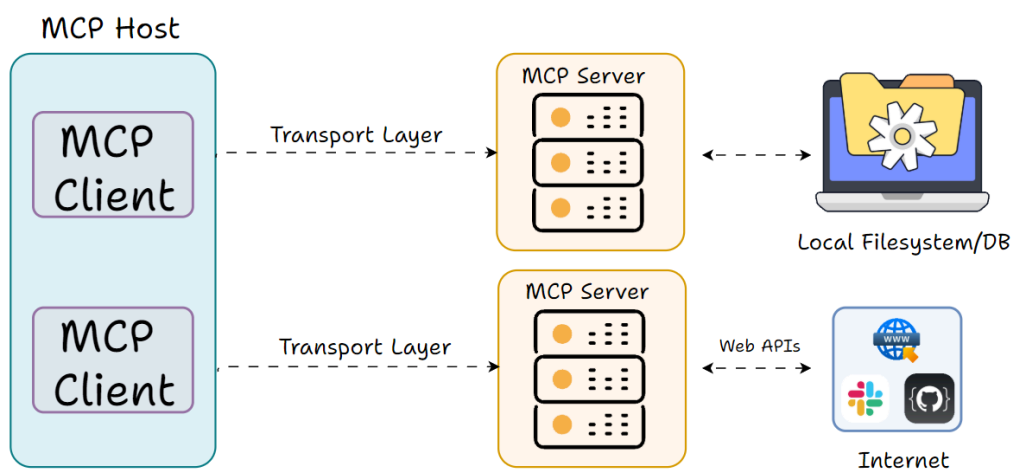 MCP Host
MCP
Client
Transport Layer
MCP Server
Local Filesystem/DB
MCP
Client
Transport Layer
MCP Server
Web APIs
WWW
Internet